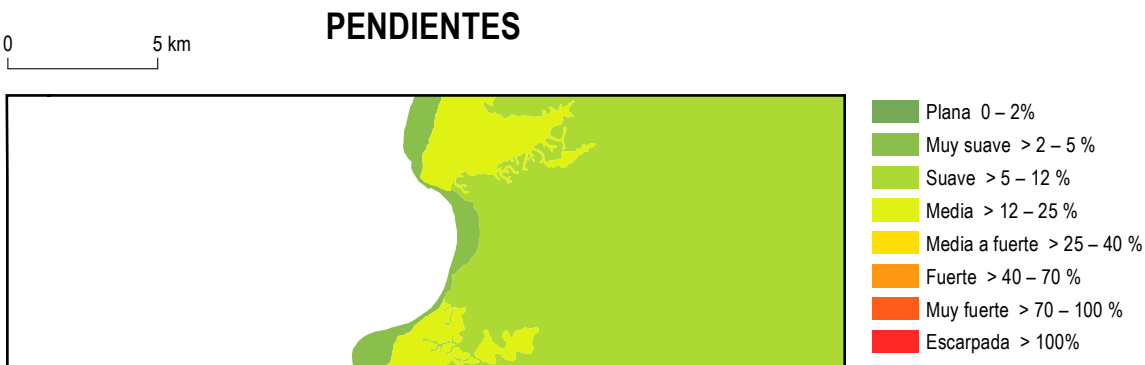 PENDIENTES
0 5 km
Plana 0 – 2%
Muy suave > 2 – 5 %
Suave > 5 – 12 %
Media > 12 – 25 %
Media a fuerte > 25 – 40 %
Fuerte > 40 – 70 %
Muy fuerte > 70 – 100 %
Escarpada > 100%